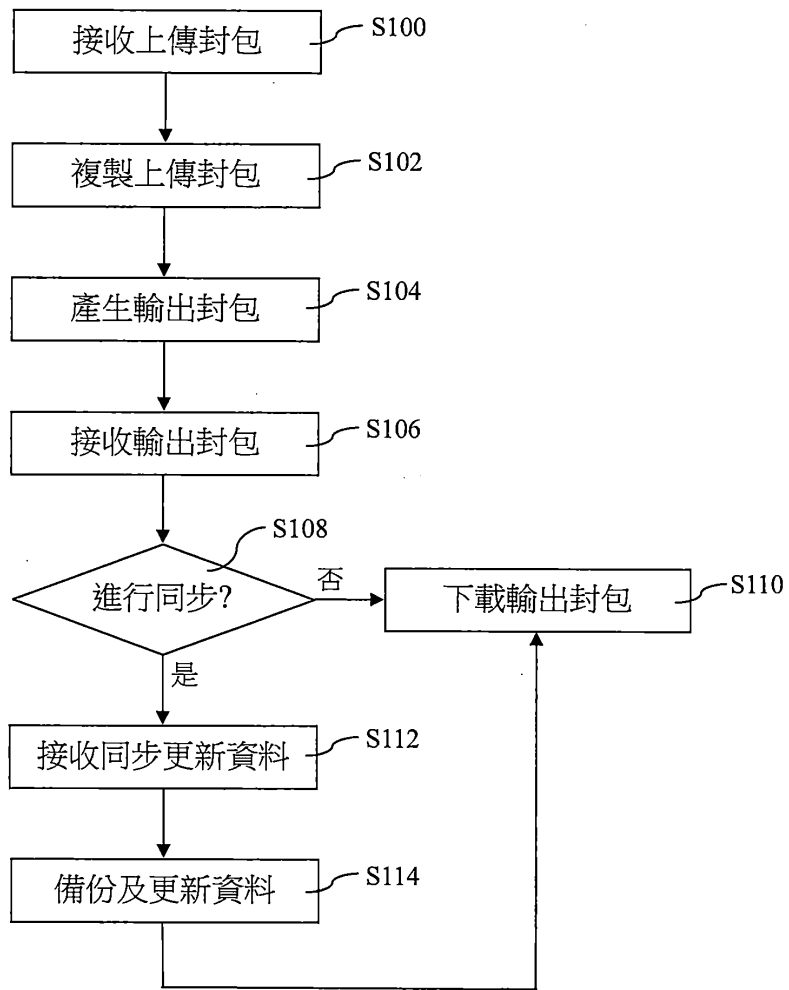 接收上傳封包
S100
複製上傳封包
S102
產生輸出封包
S104
接收輸出封包
S106
S108
進行同步?
否
下載輸出封包
S110
是
接收同步更新資料
S112
備份及更新資料
S114